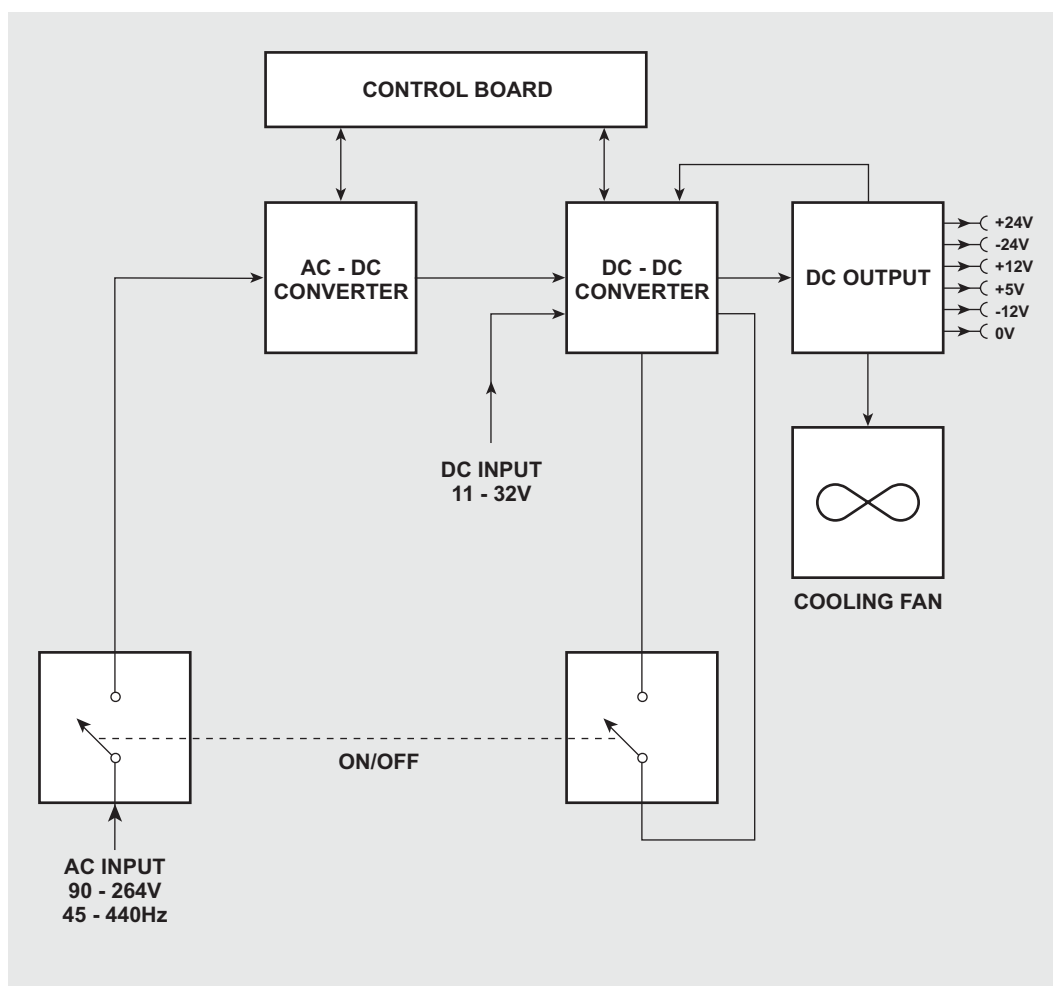 CONTROL BOARD
AC - DC
CONVERTER
DC - DC
CONVERTER
DC OUTPUT
+24V
-24V
+12V
+5V
-12V
0V
DC INPUT
11 - 32V
COOLING FAN
ON/OFF
AC INPUT
90 - 264V
45 - 440Hz